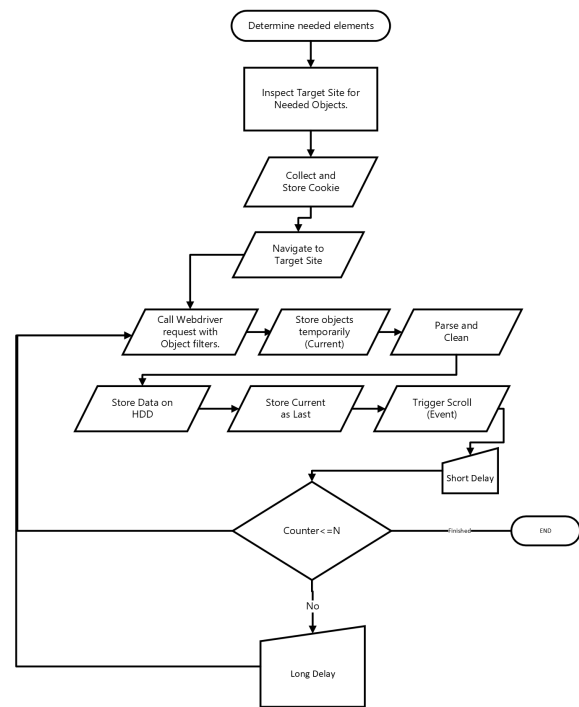 Determine needed elements
Inspect Target Site for
Needed Objects.
Collect and
Store Cookie
Navigate to
Target Site
Call Webdriver
request with
Object filters.
Store objects
temporarily
(Current)
Parse and
Clean
Store Data on
HDD
Store Current
as Last
Trigger Scroll
(Event)
Short Delay
Counter<=N
Finished
END
No
Long Delay